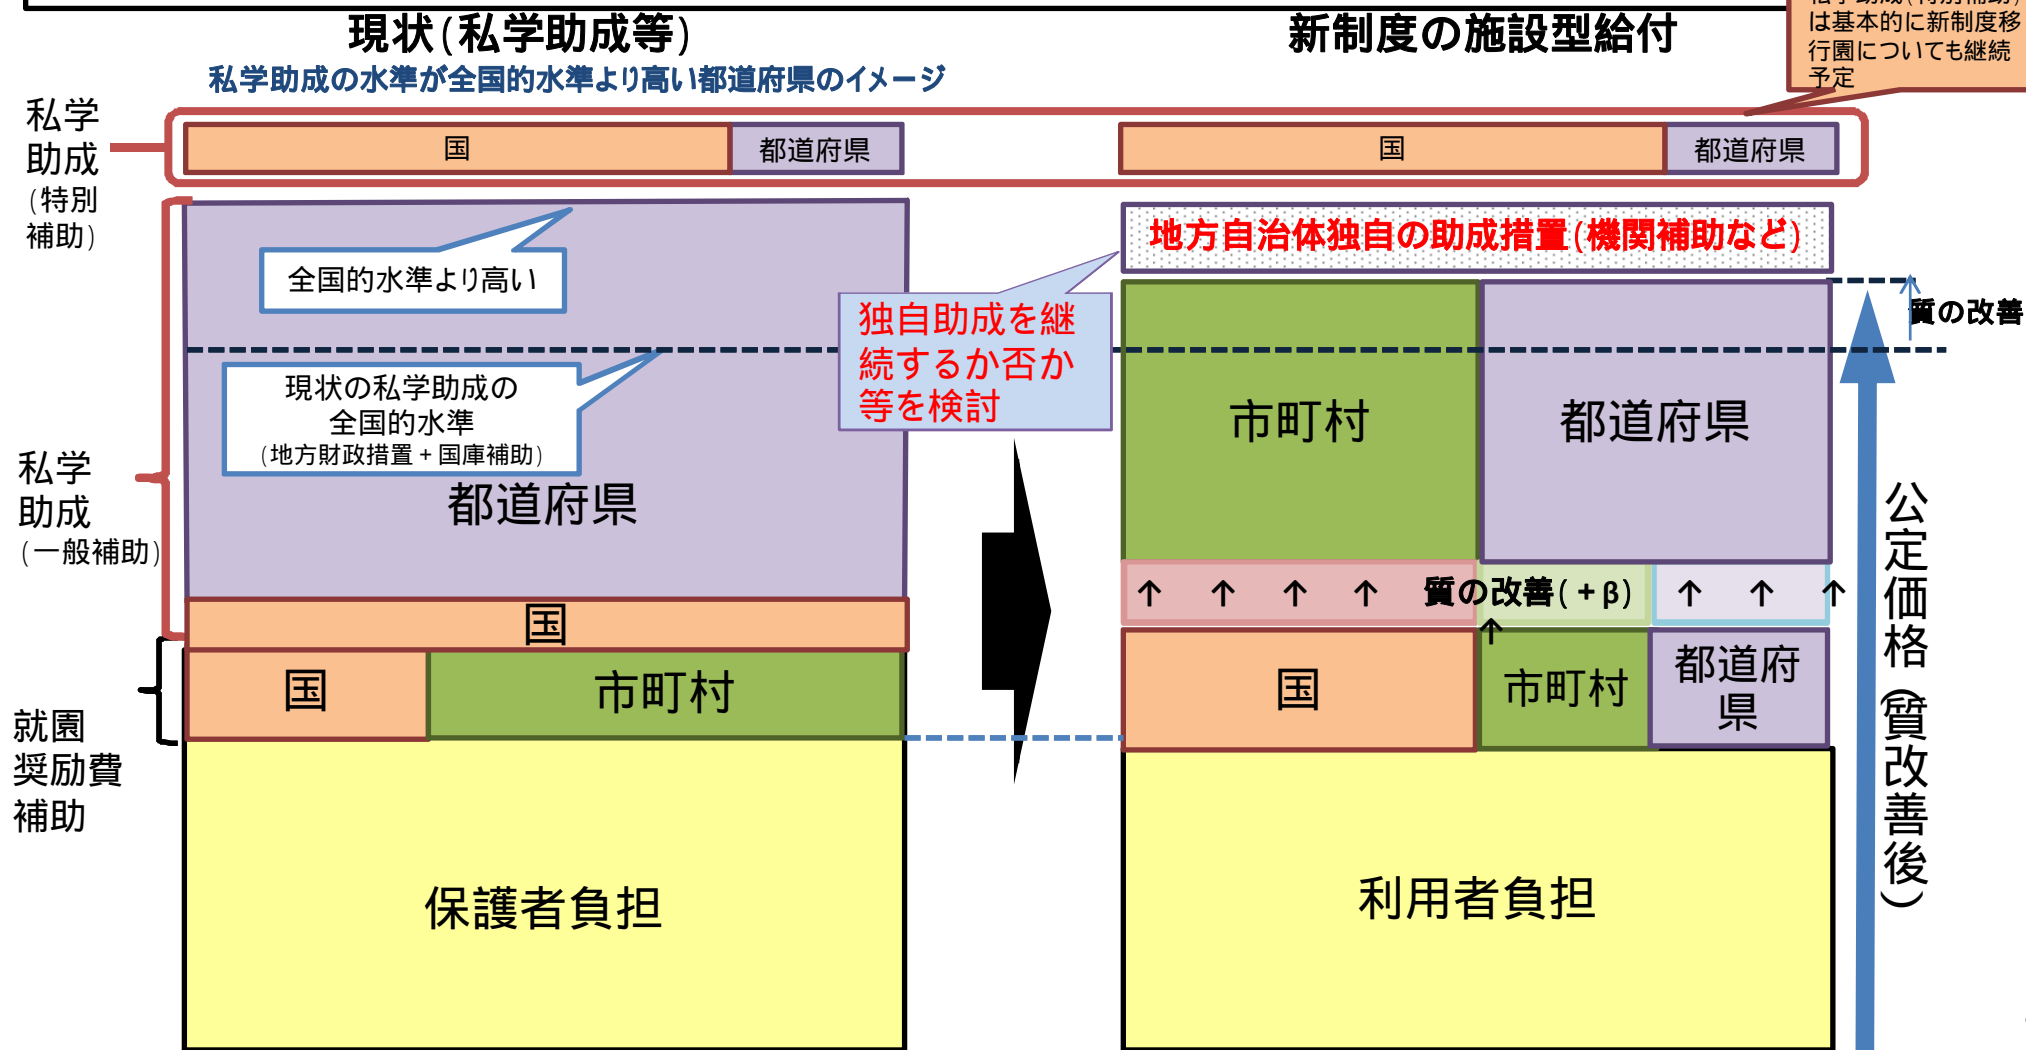 現状(私学助成等)
私学助成の水準が全国的水準より高い都道府県のイメージ
新制度の施設型給付
私学助成(特別補助)
は基本的に新制度移
行園についても継続
予定
私学
助成
(特別
補助)
国
都道府県
国
都道府県
全国的水準より高い
現状の私学助成の
全国的水準
(地方財政措置+国庫補助)
都道府県
私学
助成
(一般補助)
国
国
市町村
就園
奨励費
補助
保護者負担
独自助成を継
続するか否か
等を検討
地方自治体独自の助成措置(機関補助など)
質の改善
市町村
都道府県
↑ ↑ ↑ ↑ 質の改善(+β) ↑ ↑ ↑
↑
国
市町村
都道府
県
利用者負担
公定価格(質改善後)